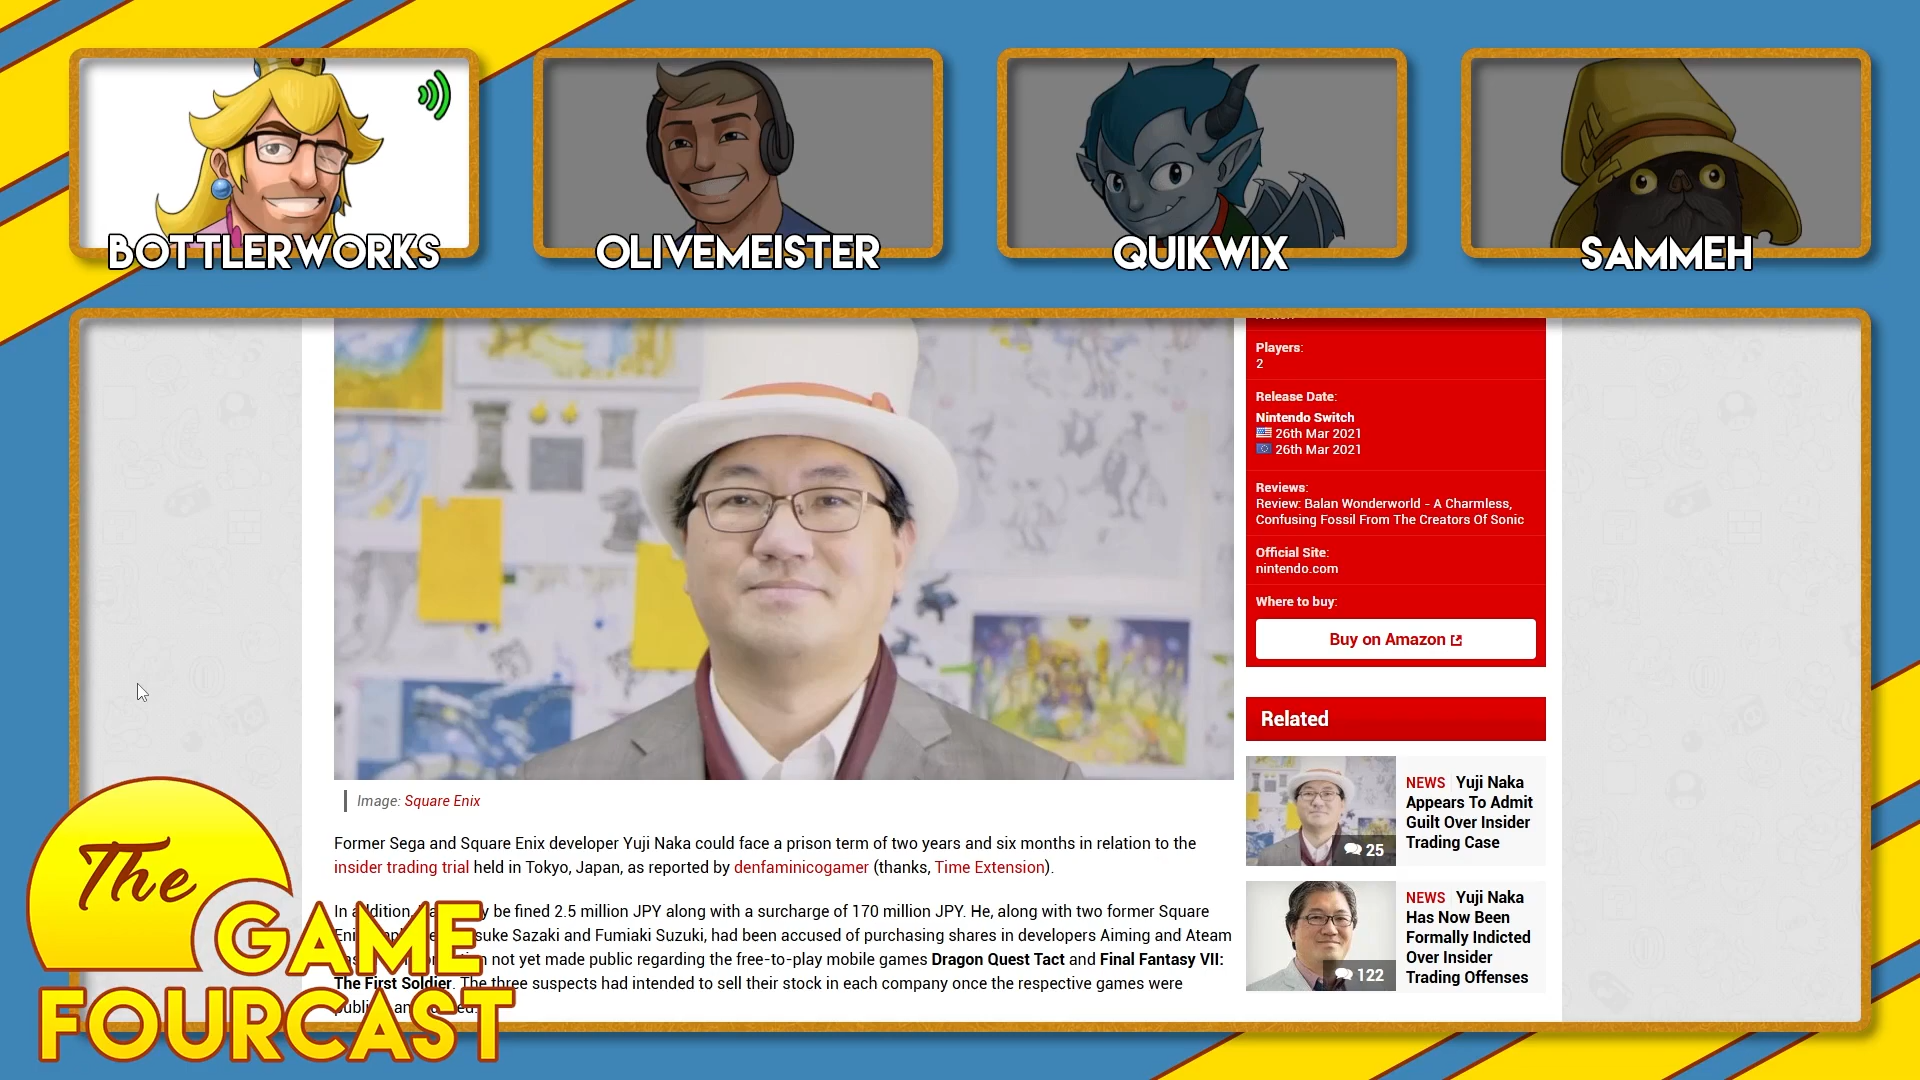 BOTTLERWORKS
OLIVEMEISTER
QUIKWIX
SAMMEH
Players:
2
Release Date:
Nintendo Switch
26th Mar 2021
26th Mar 2021
Reviews:
Review: Balan Wonderworld - A Charmless,
Confusing Fossil From The Creators Of Sonic
Official Site:
nintendo.com
Where to buy:
Buy on Amazon
Related
NEWS Yuji Naka
Appears To Admit
Guilt Over Insider
Trading Case
25
NEWS Yuji Naka
Has Now Been
Formally Indicted
Over Insider
Trading Offenses
122
Image: Square Enix
Former Sega and Square Enix developer Yuji Naka could face a prison term of two years and six months in relation to the
insider trading trial held in Tokyo, Japan, as reported by denfaminicogamer (thanks, Time Extension).
In be fined 2.5 million JPY along with a surcharge of 170 million JPY. He, along with two former Square
Sazaki and Fumiaki Suzuki, had been accused of purchasing shares in developers Aiming and Ateam
not yet made public regarding the free-to-play mobile games Dragon Quest Tact and Final Fantasy VII:
The First Soldier. The three suspects had intended to sell their stock in each company once the respective games were
The
GAME
FOURCAST